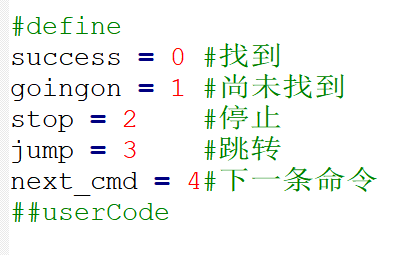 #define
success = 0 #找到
goingon = 1 #尚未找到
stop = 2    #停止
jump = 3    #跳转
next_cmd = 4#下一条命令
##userCode